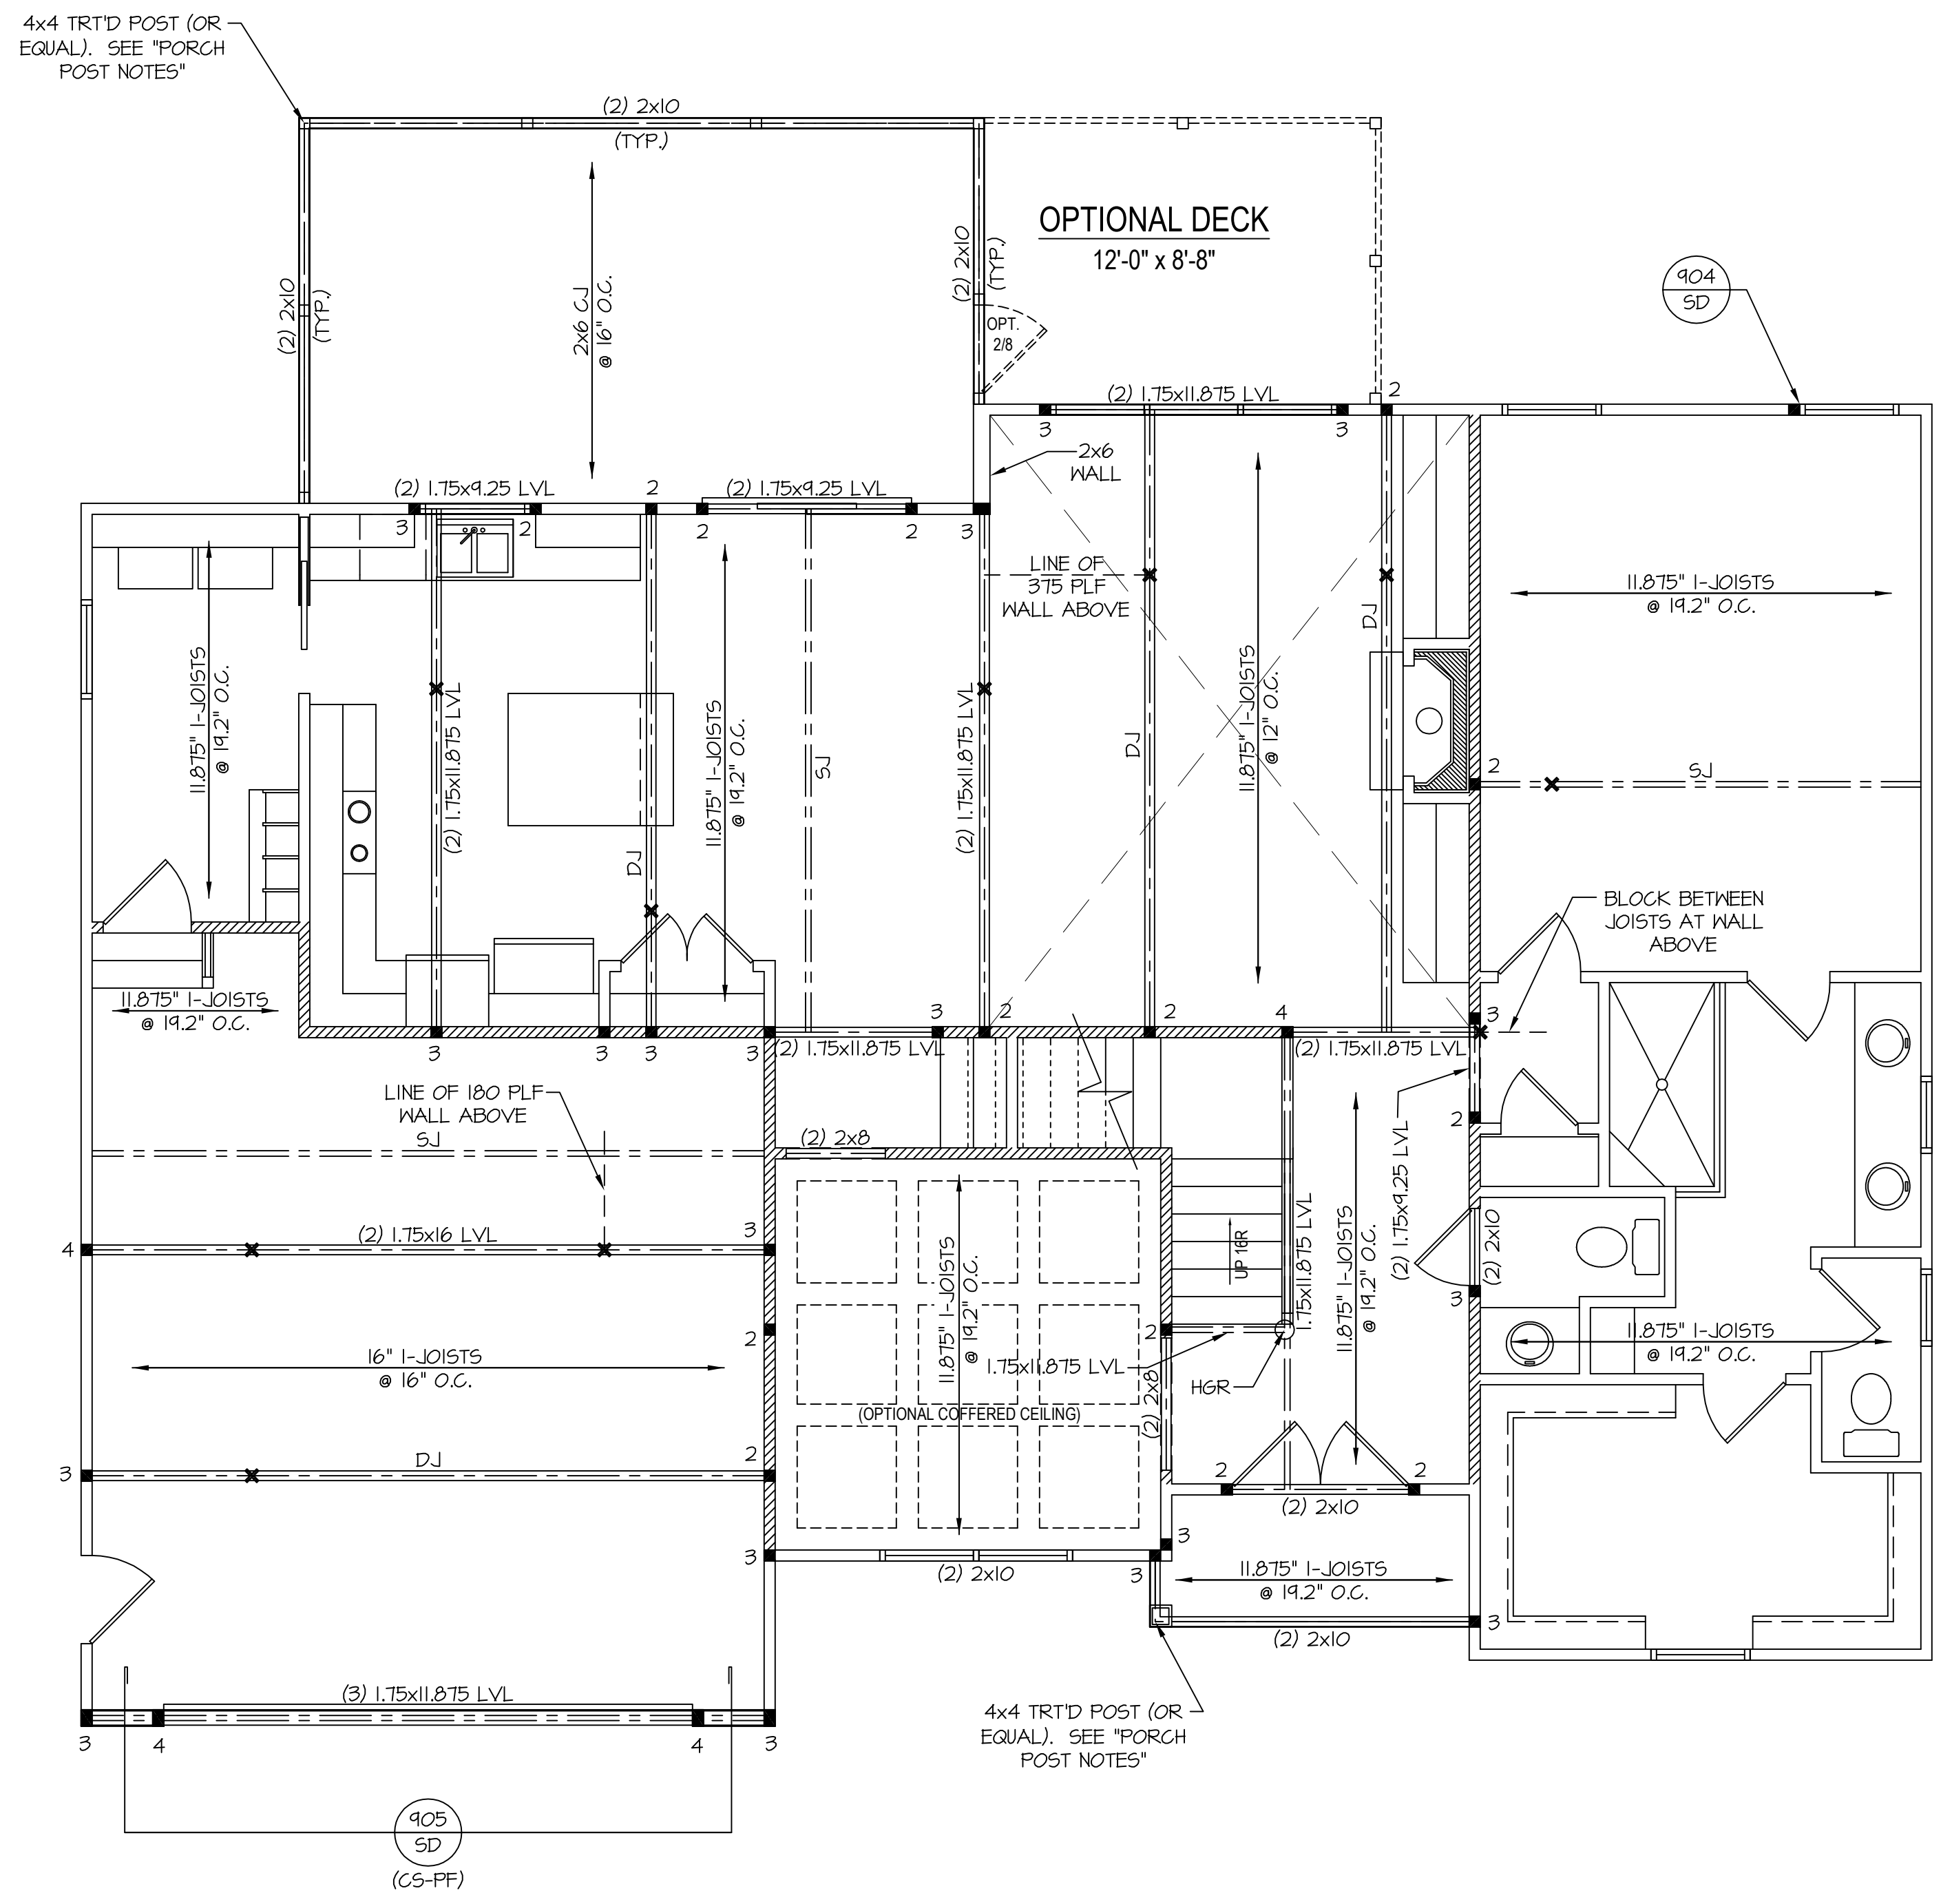 4x4 TRT'D POST (OR
EQUAL). SEE "PORCH
POST NOTES"
(2) 2x10
(TYP.)
(2) 2x10
(TYP.)
2x6 CJ
@ 16" O.C.
(2) 2x10
(TYP.)
OPTIONAL DECK
12'-0" x 8'-8"
OPT.
2/8
904
SD
(2) 1.75x11.875 LVL
2
3
3
2x6
WALL
(2) 1.75x9.25 LVL
2
(2) 1.75x9.25 LVL
3
2
2
2
3
LINE OF
375 PLF
WALL ABOVE
DJ
11.875" I-JOISTS
@ 19.2" O.C.
11.875" I-JOISTS
@ 19.2" O.C.
(2) 1.75x11.875 LVL
11.875" I-JOISTS
@ 19.2" O.C.
SJ
(2) 1.75x11.875 LVL
DJ
11.875" I-JOISTS
@ 12" O.C.
2
SJ
DJ
BLOCK BETWEEN
JOISTS AT WALL
ABOVE
11.875" I-JOISTS
@ 19.2" O.C.
3
2
2
4
3
3
3
3
3
(2) 1.75x11.875 LVL
(2) 1.75x11.875 LVL
LINE OF 180 PLF
WALL ABOVE
SJ
(2) 2x8
2
(2) 1.75x9.25 LVL
4
(2) 1.75x16 LVL
3
11.875" I-JOISTS
@ 19.2" O.C.
UP 16R
1.75x11.875 LVL
11.875" I-JOISTS
@ 19.2" O.C.
(2) 2x10
3
2
2
11.875" I-JOISTS
@ 19.2" O.C.
16" I-JOISTS
@ 16" O.C.
1.75x11.875 LVL
HGR
(2) 2x8
(OPTIONAL COFFERED CEILING)
3
DJ
2
2
2
(2) 2x10
3
3
(2) 2x10
3
11.875" I-JOISTS
@ 19.2" O.C.
3
(2) 2x10
(3) 1.75x11.875 LVL
3
4
4
3
4x4 TRT'D POST (OR
EQUAL). SEE "PORCH
POST NOTES"
905
SD
(CS-PF)